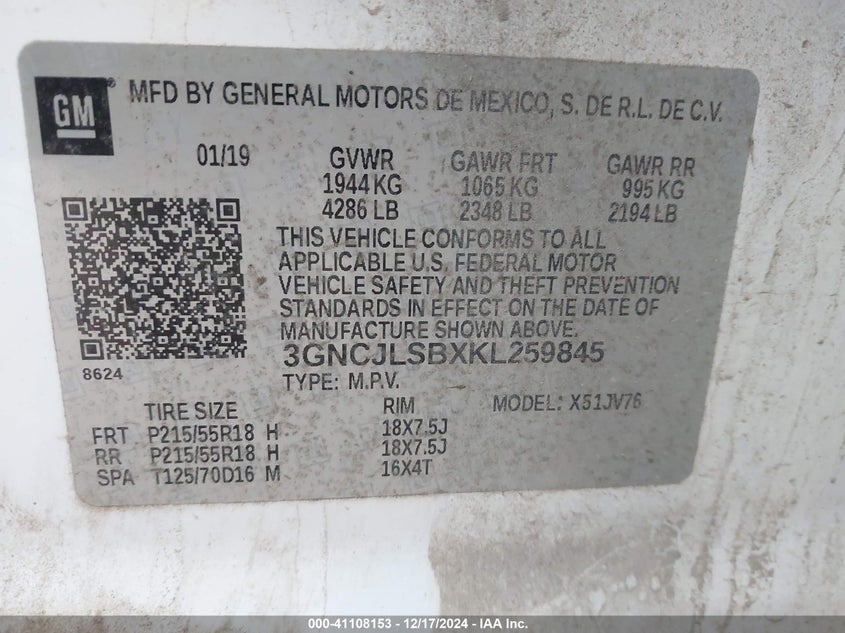 GM ® MFD BY GENERAL MOTORS DE MEXICO, S. DE R.L. DE C.V.
01/19 GVWR GAWR FRT GAWR RR
1944 KG 1065 KG 995 KG
4286 LB 2348 LB 2194 LB
THIS VEHICLE CONFORMS TO ALL
APPLICABLE U.S. FEDERAL MOTOR
VEHICLE SAFETY AND THEFT PREVENTION
STANDARDS IN EFFECT ON THE DATE OF
MANUFACTURE SHOWN ABOVE.
3GNCJLSBXKL259845
8624 TYPE: M.P.V.
TIRE SIZE RIM MODEL: X51JV76
FRT P215/55R18 H 18X7.5J
RR P215/55R18 H 18X7.5J
SPA T125/70D16 M 16X4T
000-41108153 - 12/17/2024 - IAA Inc.